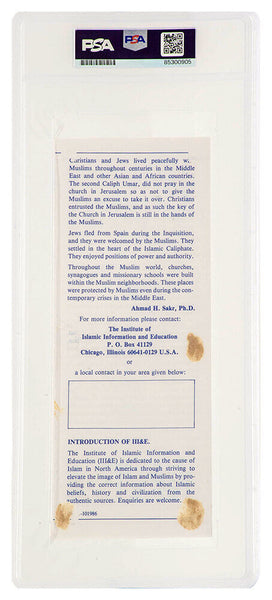 PSA
PSA
85300905
Christians and Jews lived peacefully
Muslims throughout centuries in the Middle
East and other Asian and African countries.
The second Caliph Umar, did not pray in the
church in Jerusalem so as not to give the
Muslims an excuse to take it over. Christians
entrusted the Muslims, and as such the key of
the Church in Jerusalem is still in the hands of
the Muslims.
Jews fled from Spain during the Inquisition,
and they were welcomed by the Muslims. They
settled in the heart of the Islamic Caliphate.
They enjoyed positions of power and authority.
Throughout the Muslim world, churches,
synagogues and missionary schools were built
within the Muslim neighborhoods. These places
were protected by Muslims even during the con-
temporary crises in the Middle East.
Ahmad H. Sakr, Ph.D.
For more information please contact:
The Institute of
Islamic Information and Education
P. O. Box 41129
Chicago, Illinois 60641-0129 U.S.A.
or
a local contact in your area given below:
INTRODUCTION OF III&E.
The Institute of Islamic Information and
Education (III&E) is dedicated to the cause of
Islam in North America through striving to
elevate the image of Islam and Muslims by pro-
viding the correct information about Islamic
beliefs, history and civilization from the
authentic sources. Enquiries are welcome.
-101986